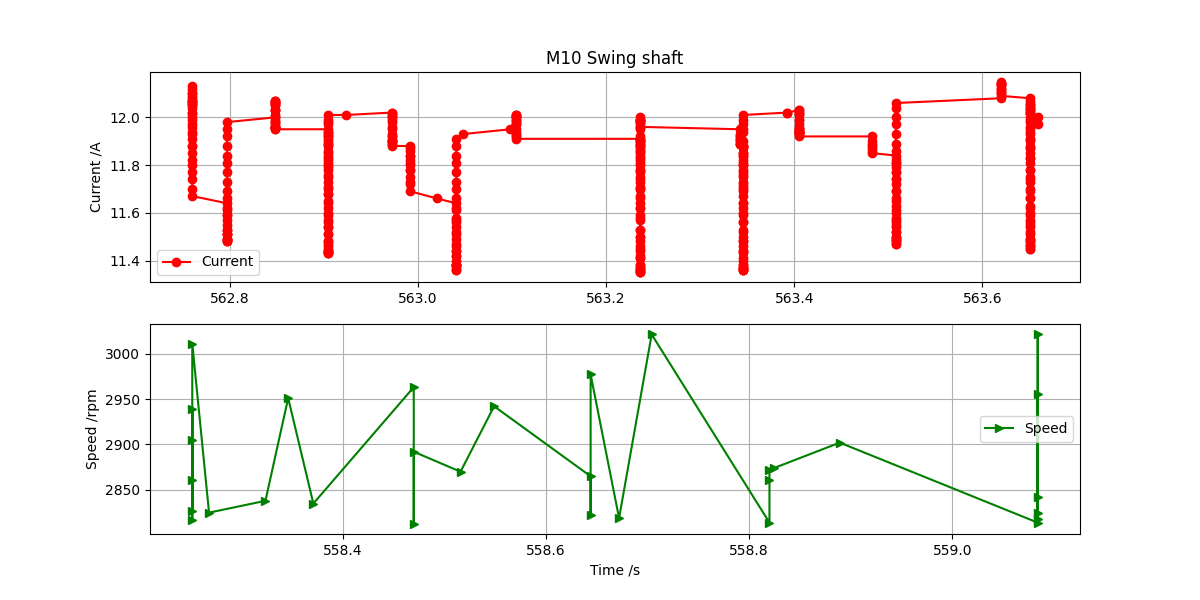 M10 Swing shaft
Current /A
12.0
11.8
11.6
11.4
Current
562.8 563.0 563.2 563.4 563.6
Speed /rpm
3000
2950
2900
2850
Speed
558.4 558.6 558.8 559.0
Time /s